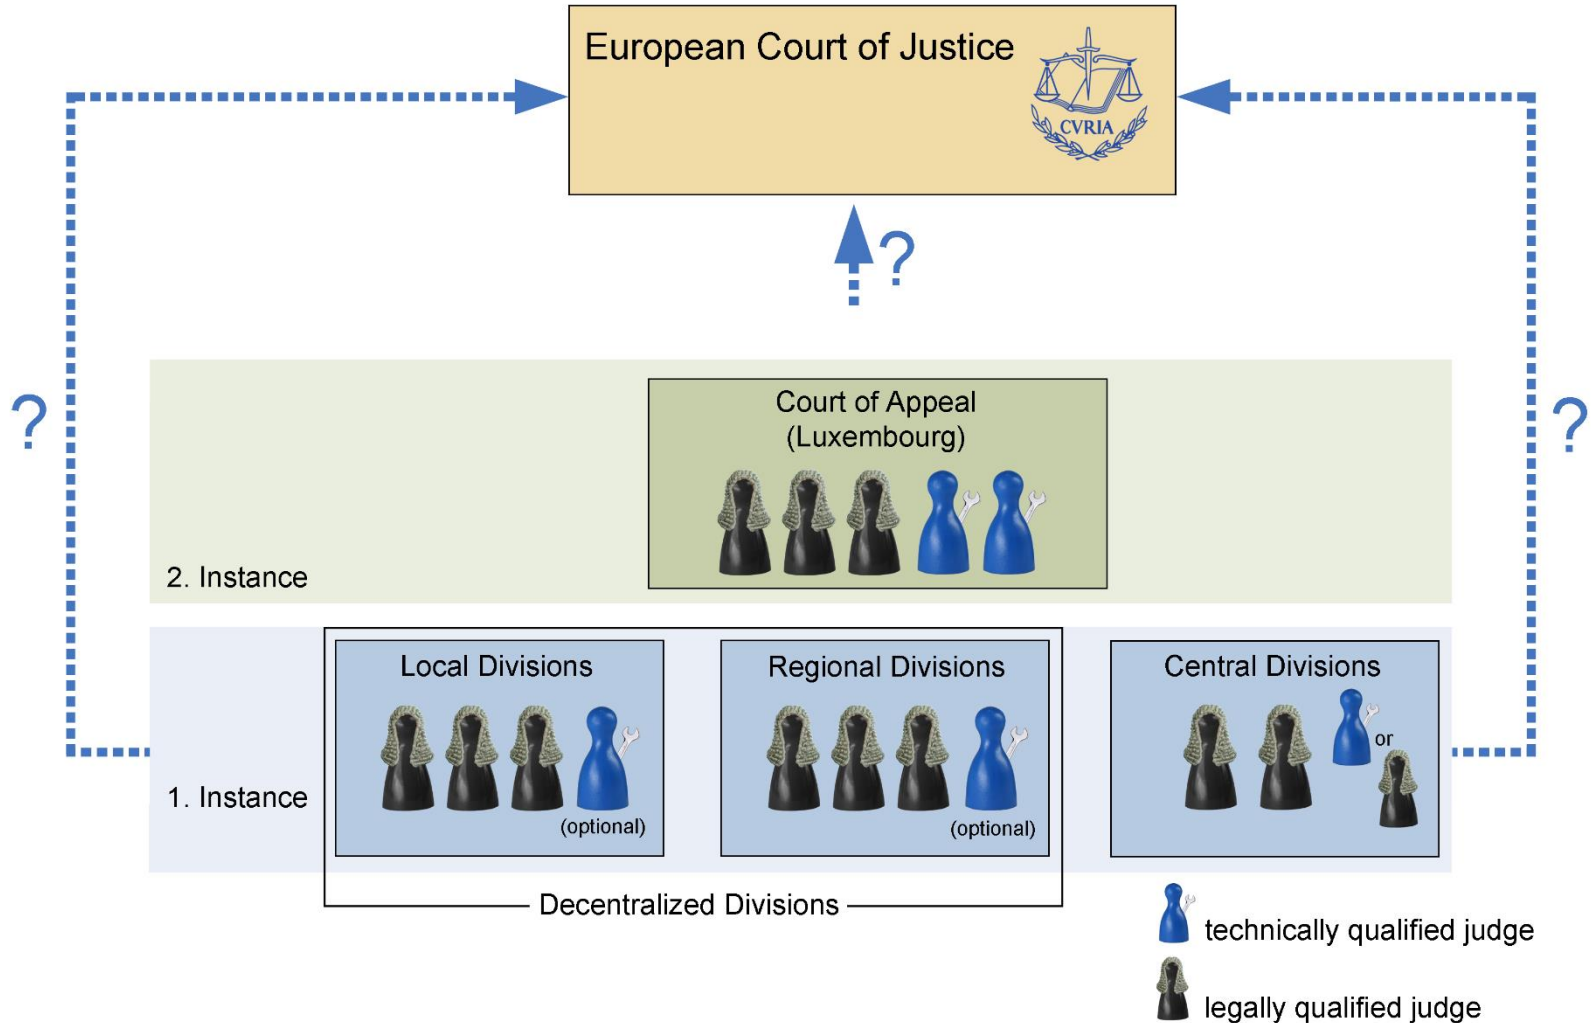 European Court of Justice
CVRIA
?
?
?
Court of Appeal
(Luxembourg)
2. Instance
Local Divisions
(optional)
Regional Divisions
(optional)
Central Divisions
or
1. Instance
Decentralized Divisions
technically qualified judge
legally qualified judge